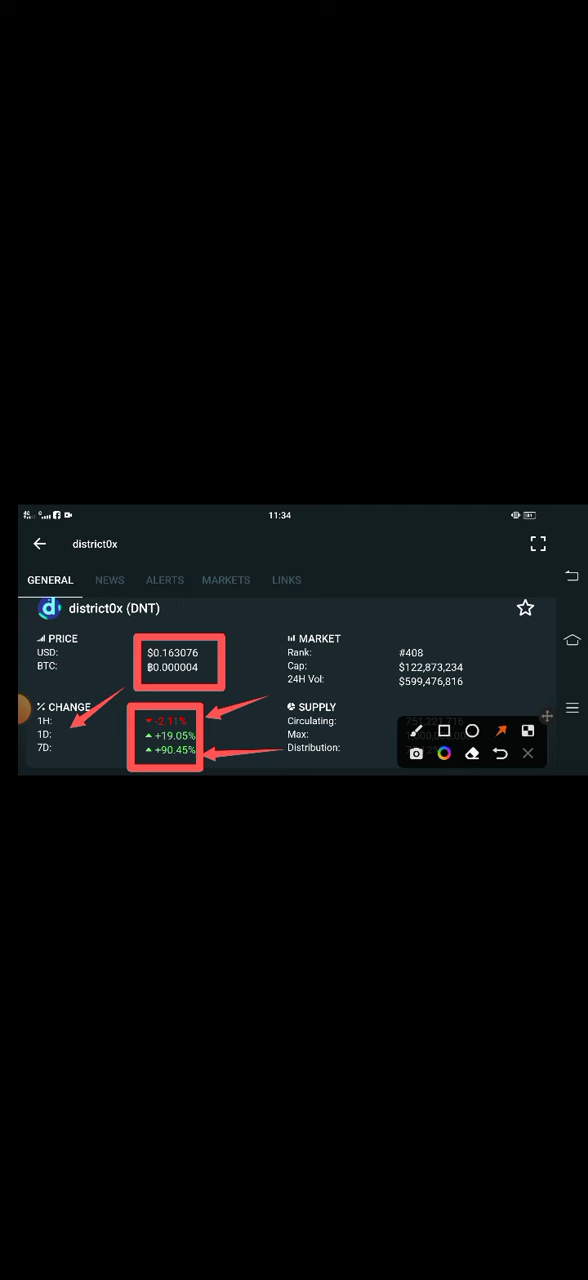 11:34
district0x
GENERAL NEWS ALERTS MARKETS LINKS
district0x (DNT)
PRICE
USD: $0.163076
BTC: ฿0.000004
MARKET
Rank: #408
Cap: $122,873,234
24H Vol: $599,476,816
CHANGE
1H: -2.11%
1D: +19.05%
7D: +90.45%
SUPPLY
Circulating:
Max:
Distribution: